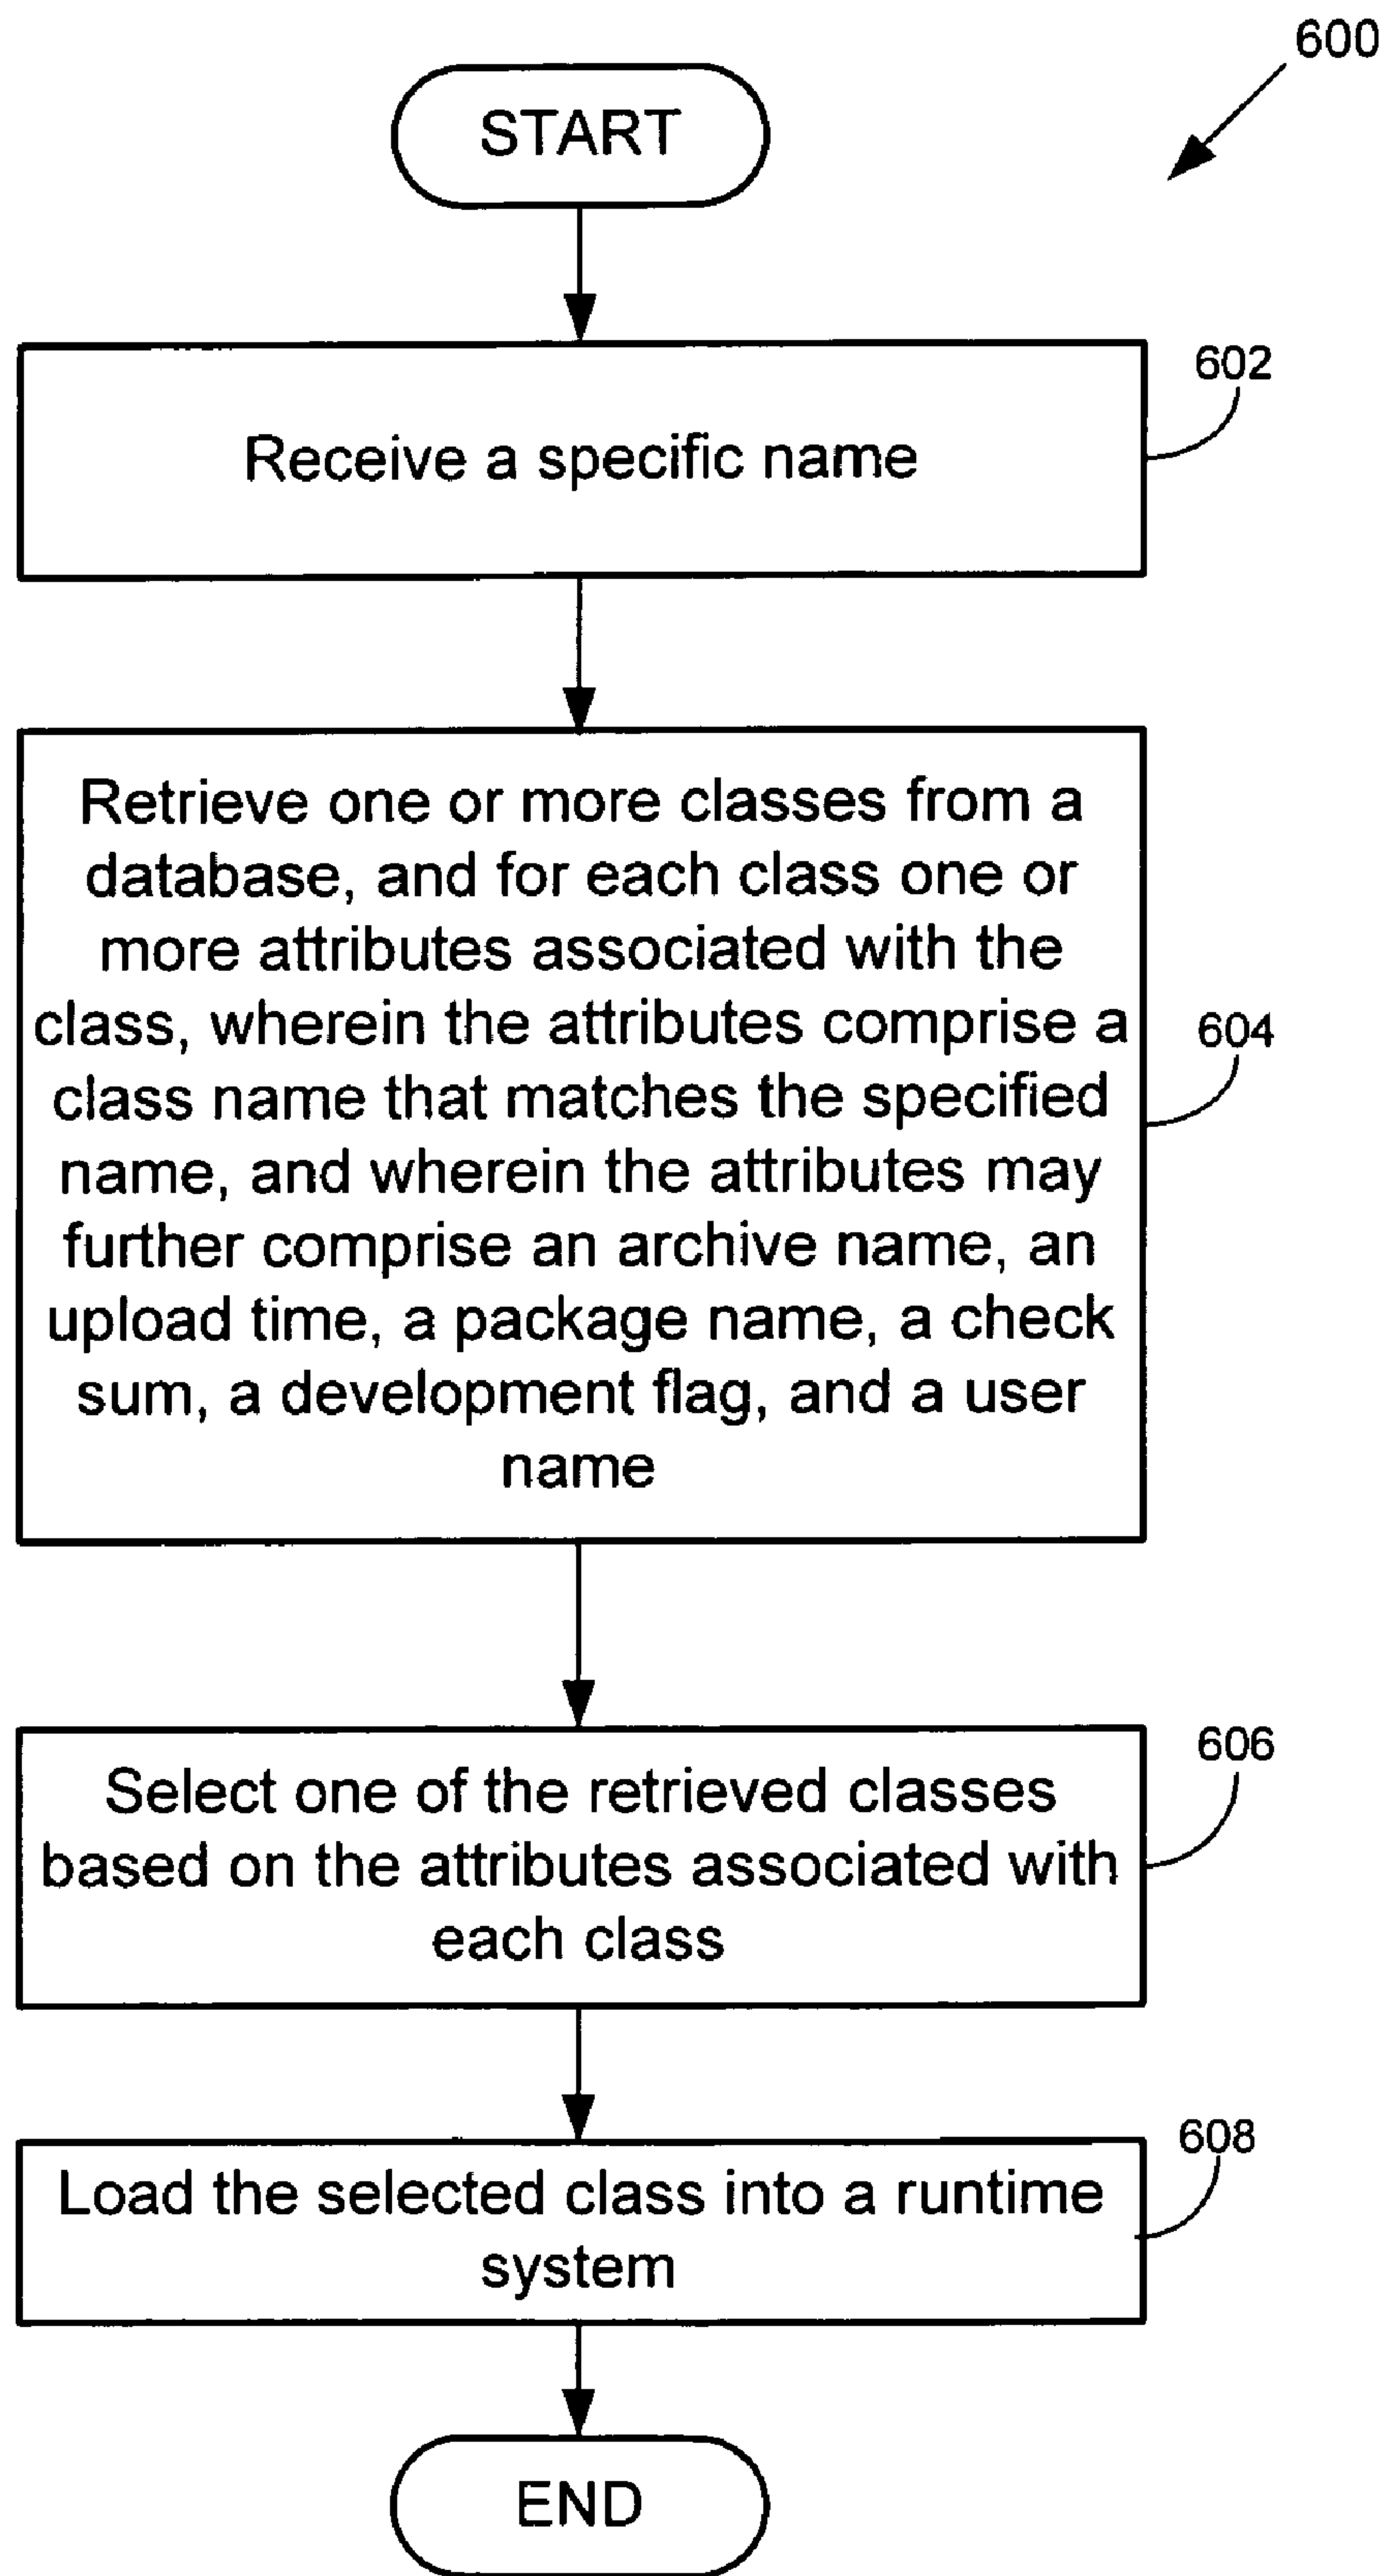 600
START
602
Receive a specific name
Retrieve one or more classes from a
database, and for each class one or
more attributes associated with the
class, wherein the attributes comprise a
604
class name that matches the specified
name, and wherein the attributes may
further comprise an archive name, an
upload time, a package name, a check
sum, a development flag, and a user
name
606
Select one of the retrieved classes
based on the attributes associated with
each class
608
Load the selected class into a runtime
system
END